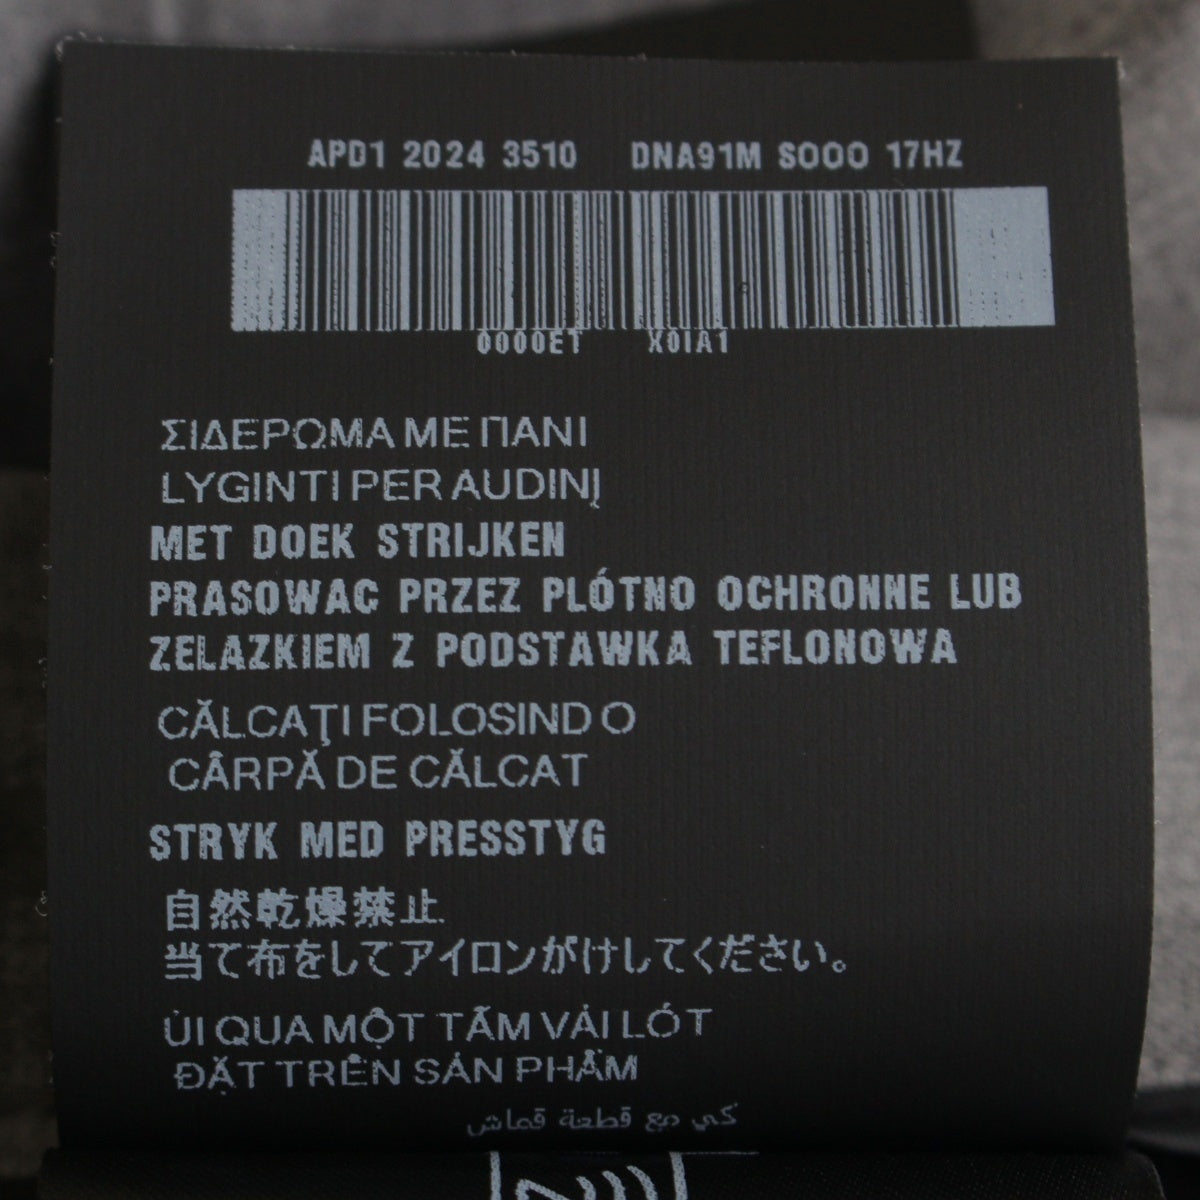 APD1 2024 3510 DNA91M S000 17HZ
0000ET X0IA1
ΣΙΔΕΡΩΜΑ ΜΕ ΠΑΝΙ
LYGINTI PER AUDINĮ
MET DOEK STRIJKEN
PRASOWAC PRZEZ PLÓTNO OCHRONNE LUB
ZELAZKIEM Z PODSTAWKA TEFLONOWA
CĂLCAŢI FOLOSIND O
CÂRPĂ DE CĂLCAT
STRYK MED PRESSTYG
自然乾燥禁止
当て布をしてアイロンがけしてください。
ỦI QUA MỘT TẤM VẢI LÓT
ĐẶT TRÊN SẢN PHẨM
كي مع قطعة قماش